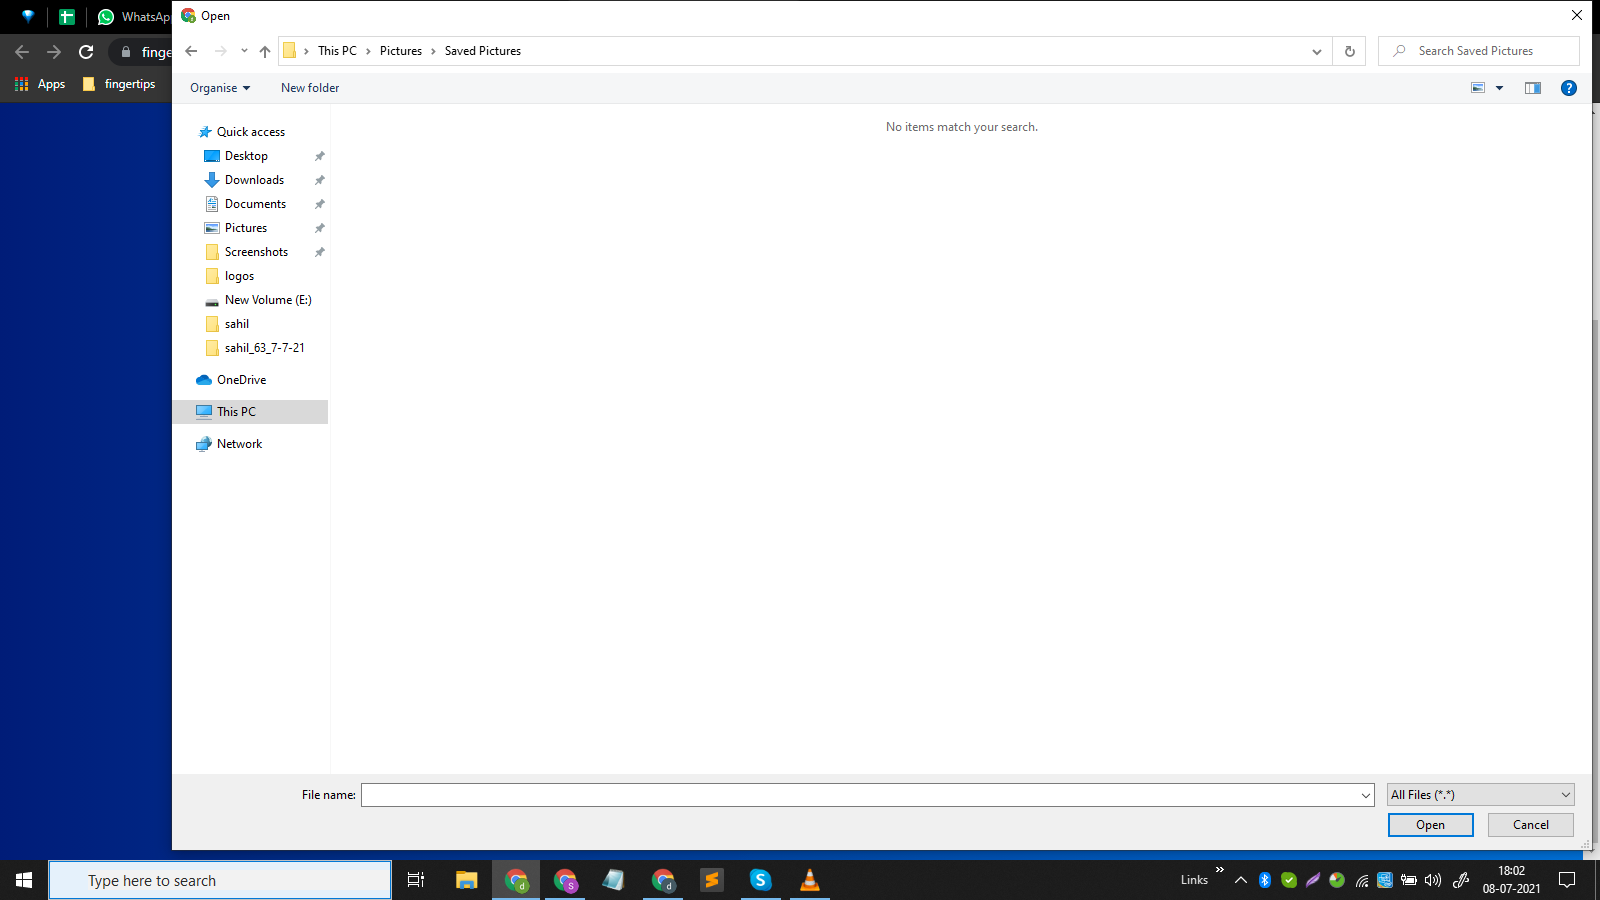 WhatsApp
Open
finge
This PC > Pictures > Saved Pictures
Search Saved Pictures
Apps
fingertips
Organise
New folder
No items match your search.
Quick access
Desktop
Downloads
Documents
Pictures
Screenshots
logos
New Volume (E:)
sahil
sahil_63_7-7-21
OneDrive
This PC
Network
File name:
All Files (*.*)
Open
Cancel
Type here to search
Links
18:02
08-07-2021